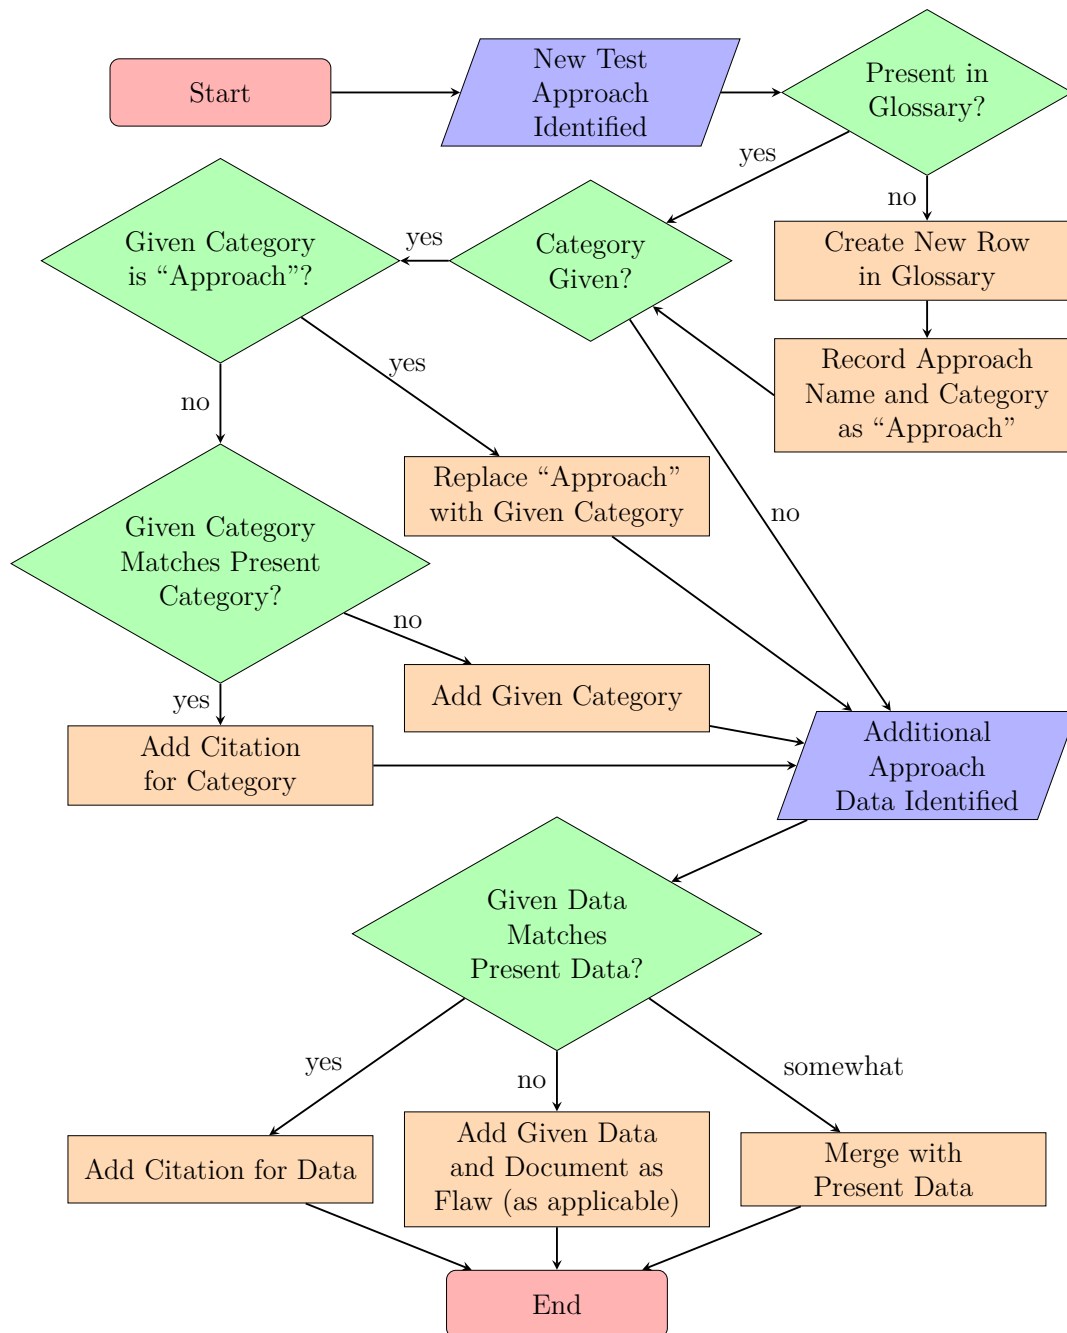 Start
New Test
Approach
Identified
Present in
Glossary?
yes
no
Given Category
is “Approach”?
yes
Category
Given?
Create New Row
in Glossary
Record Approach
Name and Category
as “Approach”
yes
no
no
Replace “Approach”
with Given Category
Given Category
Matches Present
Category?
no
yes
Add Given Category
Add Citation
for Category
Additional
Approach
Data Identified
Given Data
Matches
Present Data?
yes
no
somewhat
Add Citation for Data
Add Given Data
and Document as
Flaw (as applicable)
Merge with
Present Data
End